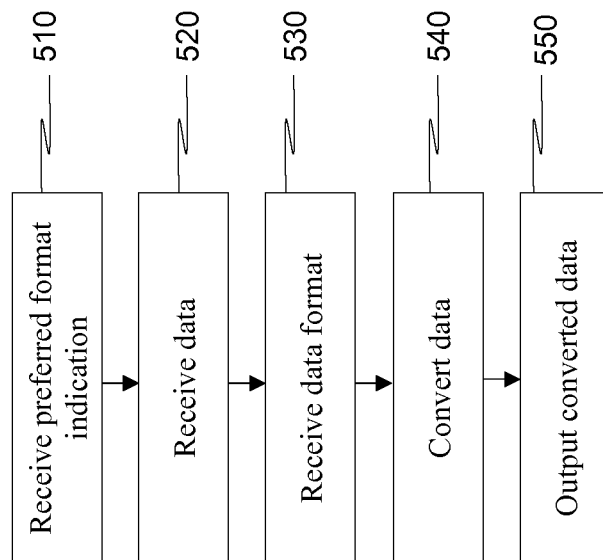 Receive preferred format
indication
510
Receive data
520
Receive data format
530
Convert data
540
Output converted data
550